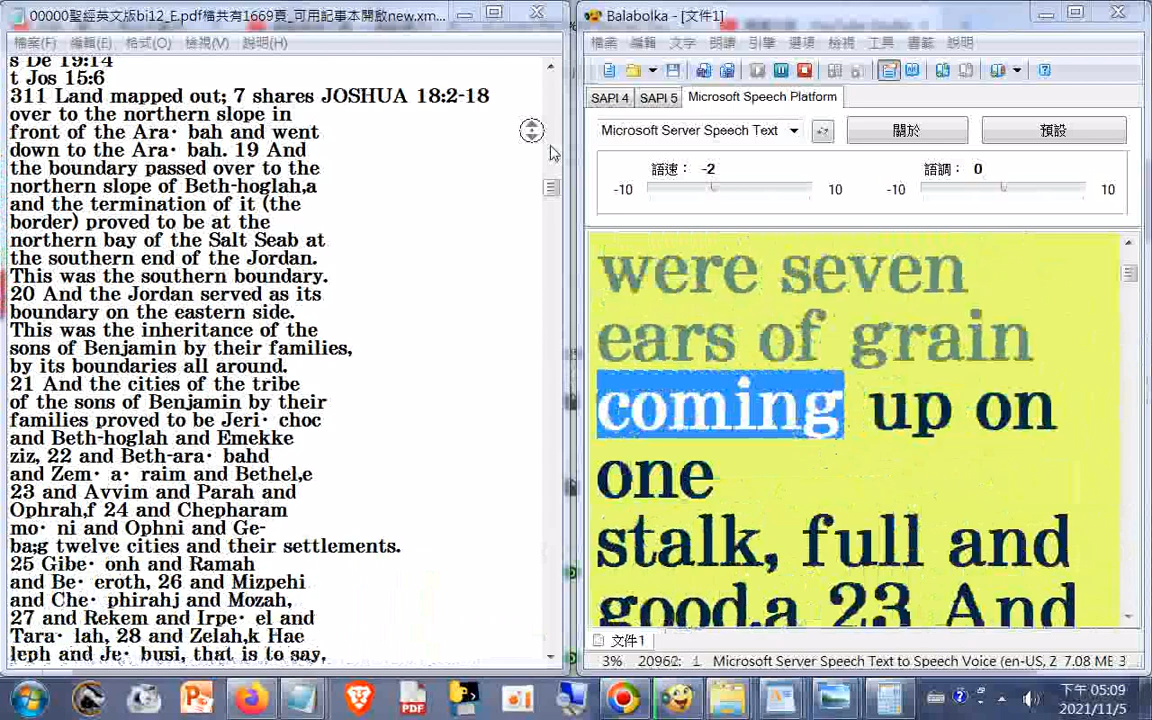 00000聖經英文版bi12_E.pdf檔共有1669頁_可用記事本開啟new.xm...
檔案(F) 編輯(E) 格式(O) 檢視(V) 說明(H)
s De 19:14
t Jos 15:6
311 Land mapped out; 7 shares JOSHUA 18:2-18
over to the northern slope in
front of the Ara· bah and went
down to the Ara· bah. 19 And
the boundary passed over to the
northern slope of Beth-hoglah,a
and the termination of it (the
border) proved to be at the
northern bay of the Salt Seab at
the southern end of the Jordan.
This was the southern boundary.
20 And the Jordan served as its
boundary on the eastern side.
This was the inheritance of the
sons of Benjamin by their families,
by its boundaries all around.
21 And the cities of the tribe
of the sons of Benjamin by their
families proved to be Jeri· choc
and Beth-hoglah and Emekke
ziz, 22 and Beth-ara· bahd
and Zem· a· raim and Bethel,e
23 and Avvim and Parah and
Ophrah,f 24 and Chepharam
mo· ni and Ophni and Ge-
ba;g twelve cities and their settlements.
25 Gibe· onh and Ramah
and Be· eroth, 26 and Mizpehi
and Che· phirahj and Mozah,
27 and Rekem and Irpe· el and
Tara· lah, 28 and Zelah,k Hae
leph and Je· busi, that is to say,
Balabolka - [文件1]
檔案 編輯 文字 朗讀 引擎 選項 檢視 工具 書籤 說明
SAPI 4 SAPI 5 Microsoft Speech Platform
Microsoft Server Speech Text 關於 預設
語速: -2 語調: 0
-10 10 -10 10
were seven
ears of grain
coming up on
one
stalk, full and
good.a 23 And
文件1
3% 20962: 1 Microsoft Server Speech Text to Speech Voice (en-US, Z 7.08 MB 3
PDF
下午 05:09
2021/11/5